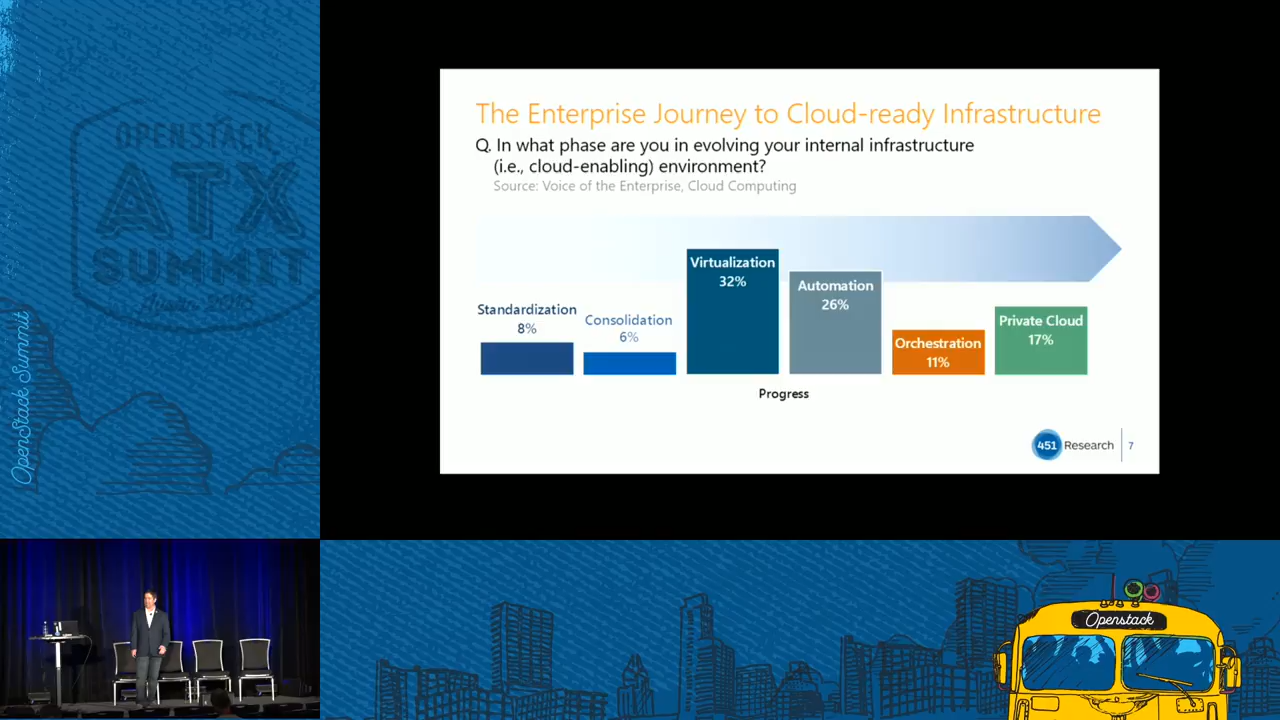 OPENSTACK
ATX
SUMMIT
OpenStack Summit
The Enterprise Journey to Cloud-ready Infrastructure
Q. In what phase are you in evolving your internal infrastructure
(i.e., cloud-enabling) environment?
Source: Voice of the Enterprise, Cloud Computing
Standardization
8%
Consolidation
6%
Virtualization
32%
Automation
26%
Orchestration
11%
Private Cloud
17%
Progress
451 Research 7
Openstack